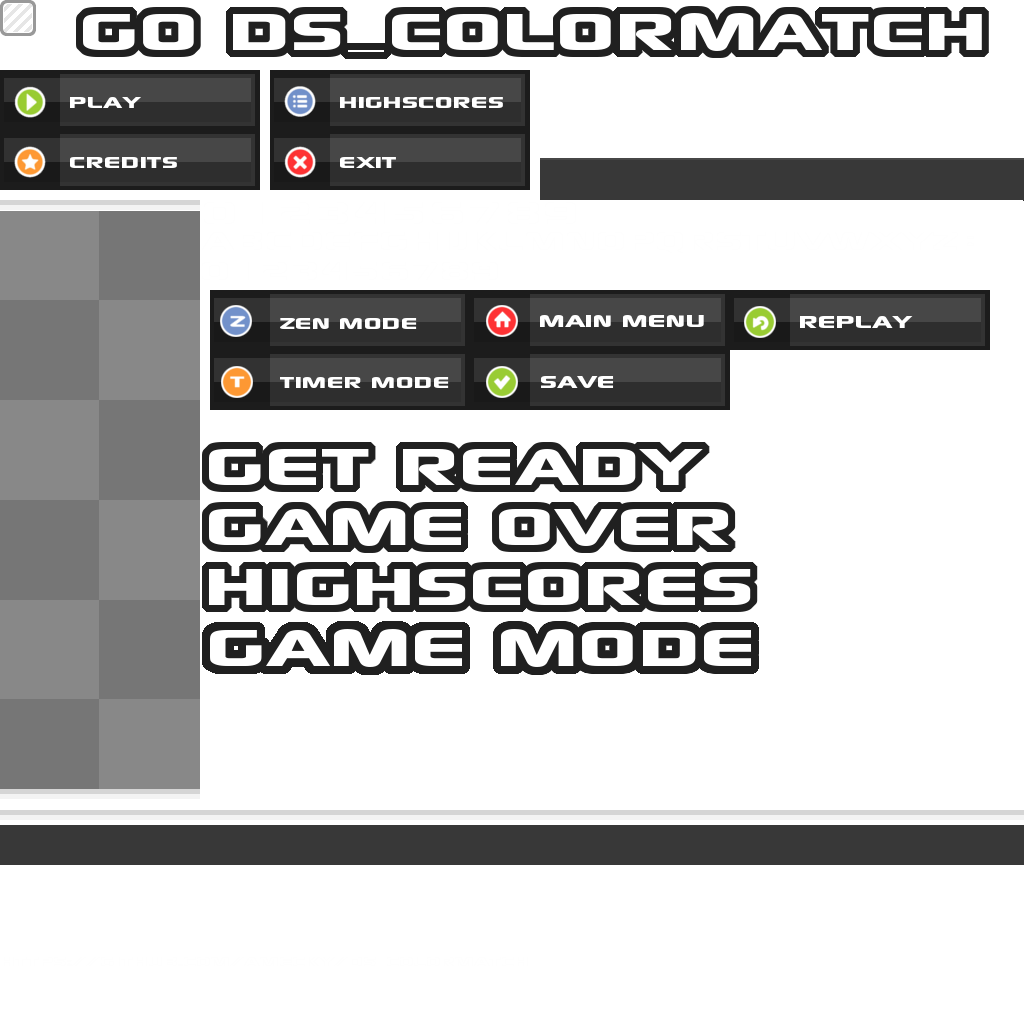 GO DS_COLORMATCH
PLAY
HIGHSCORES
CREDITS
EXIT
Z ZEN MODE
MAIN MENU
REPLAY
T TIMER MODE
SAVE
GET READY
GAME OVER
HIGHSCORES
GAME MODE